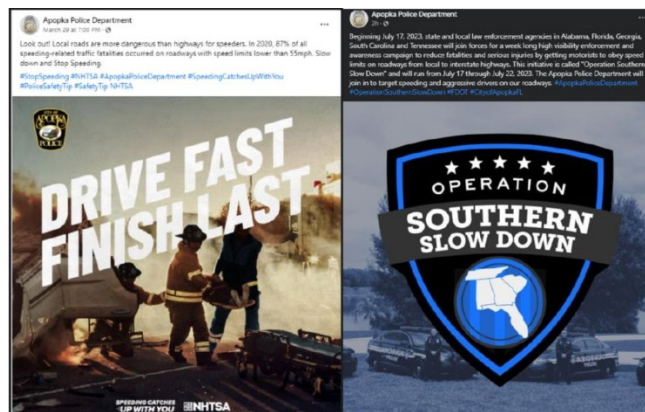 Apopka Police Department
March 28 at 7:00 PM
Look out! Local roads are more dangerous than highways for speeders. In 2020, 87% of all
speeding-related traffic fatalities occurred on roadways with speed limits lower than 55mph. Slow
down and Stop Speeding.
#StopSpeeding #NHTSA #ApopkaPoliceDepartment #SpeedingCatchesUpWithYou
#PoliceSafetyTip #SafetyTip NHTSA
CITY OF
APOPKA
POLICE
DRIVE FAST
FINISH LAST
SPEEDING CATCHES
UP WITH YOU
NHTSA
Apopka Police Department
2h
Beginning July 17, 2023, state and local law enforcement agencies in Alabama, Florida, Georgia,
South Carolina and Tennessee will join forces for a week long high visibility enforcement and
awareness campaign to reduce fatalities and serious injuries by getting motorists to obey speed
limits on roadways from local to interstate highways. This initiative is called "Operation Southern
Slow Down" and will run from July 17 through July 22, 2023. The Apopka Police Department will
join in to target speeding and aggressive drivers on our roadways. #ApopkaPoliceDepartment
#OperationSouthernSlowDown #FDOT #CityofApopkaFL
OPERATION
SOUTHERN
SLOW DOWN